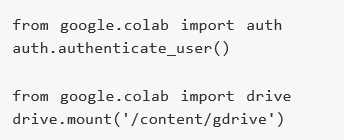 from google.colab import auth
auth.authenticate_user()
from google.colab import drive
drive.mount('/content/gdrive')